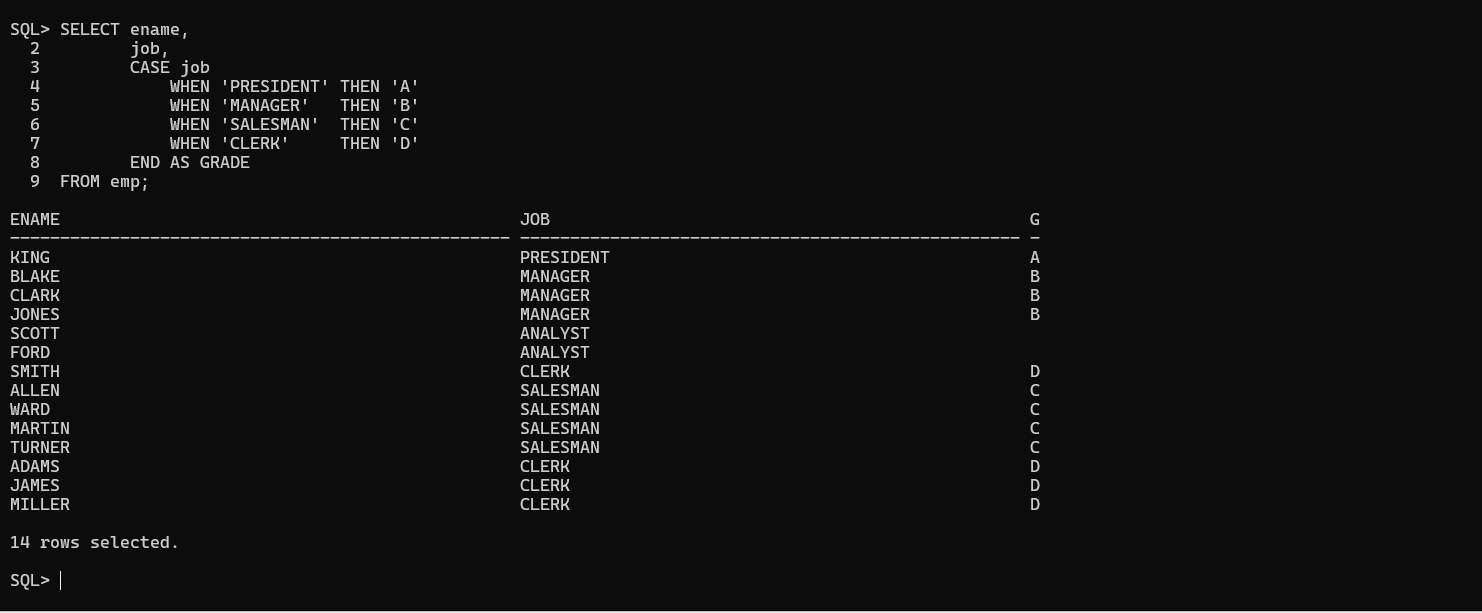 SQL> SELECT ename,
  2         job,
  3         CASE job
  4             WHEN 'PRESIDENT' THEN 'A'
  5             WHEN 'MANAGER'   THEN 'B'
  6             WHEN 'SALESMAN'  THEN 'C'
  7             WHEN 'CLERK'     THEN 'D'
  8         END AS GRADE
  9  FROM emp;
ENAME                                              JOB                                                G
-------------------------------------------------- -------------------------------------------------- -
KING                                               PRESIDENT                                          A
BLAKE                                              MANAGER                                            B
CLARK                                              MANAGER                                            B
JONES                                              MANAGER                                            B
SCOTT                                              ANALYST
FORD                                               ANALYST
SMITH                                              CLERK                                              D
ALLEN                                              SALESMAN                                           C
WARD                                               SALESMAN                                           C
MARTIN                                             SALESMAN                                           C
TURNER                                             SALESMAN                                           C
ADAMS                                              CLERK                                              D
JAMES                                              CLERK                                              D
MILLER                                             CLERK                                              D
14 rows selected.
SQL>